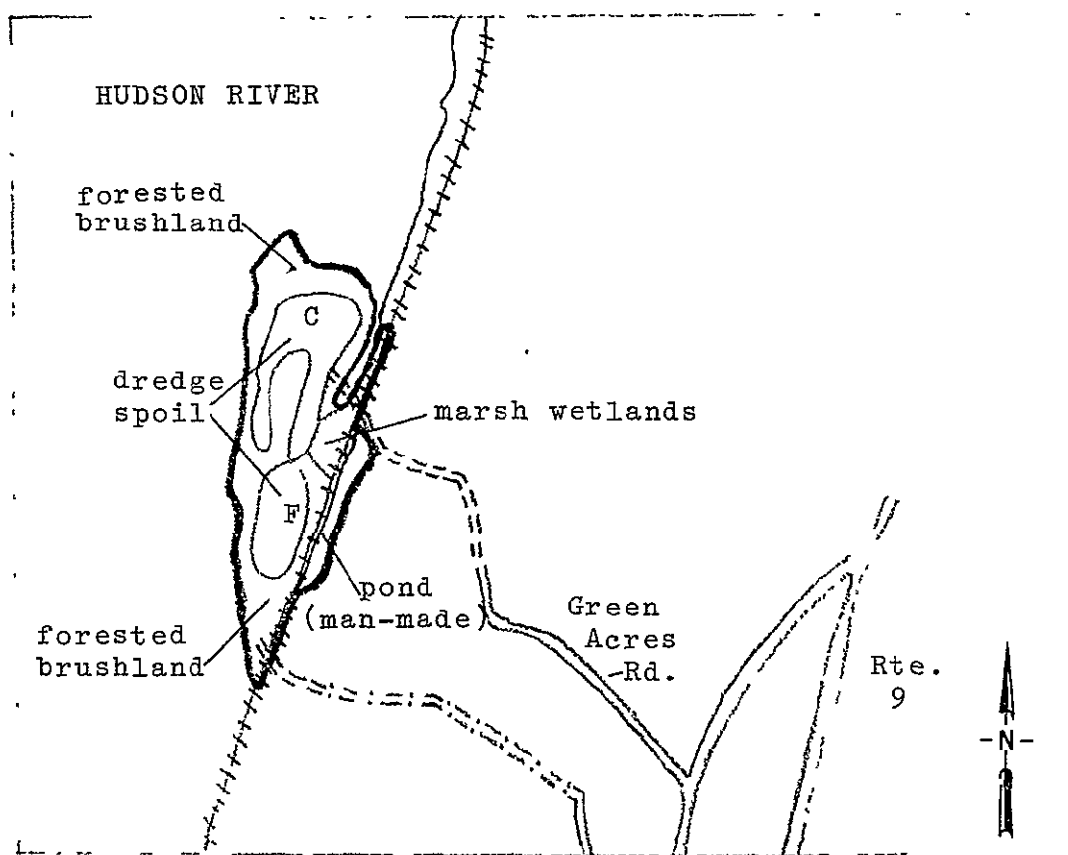 HUDSON RIVER
forested
brushland
C
dredge
spoil
marsh wetlands
F
pond
(man-made)
Green
Acres
Rd.
forested
brushland
Rte.
9
-N-